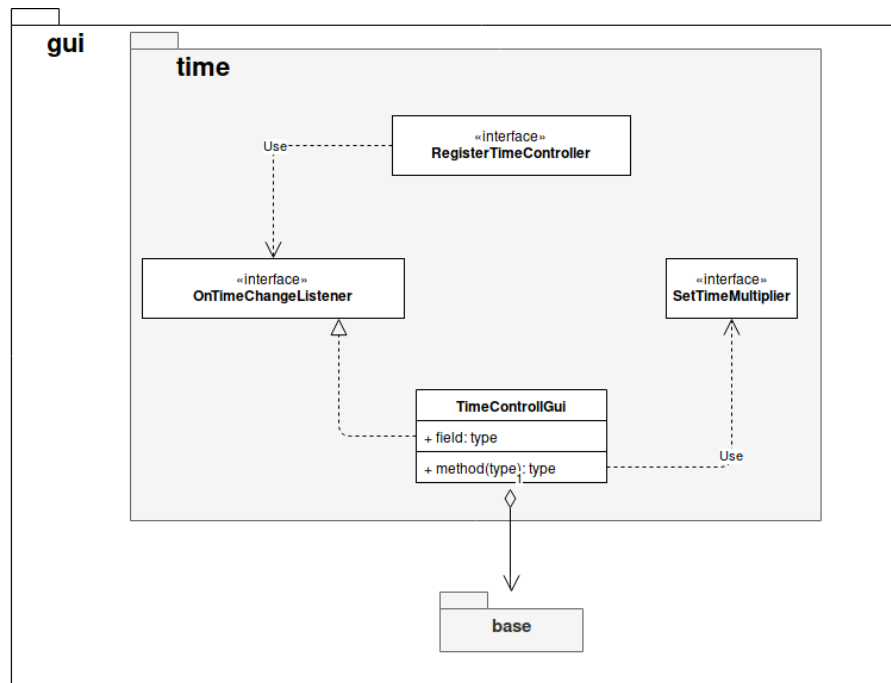 gui
time
«interface»
RegisterTimeController
Use
«interface»
OnTimeChangeListener
«interface»
SetTimeMultiplier
TimeControllGui
+ field: type
+ method(type): type
Use
1
base